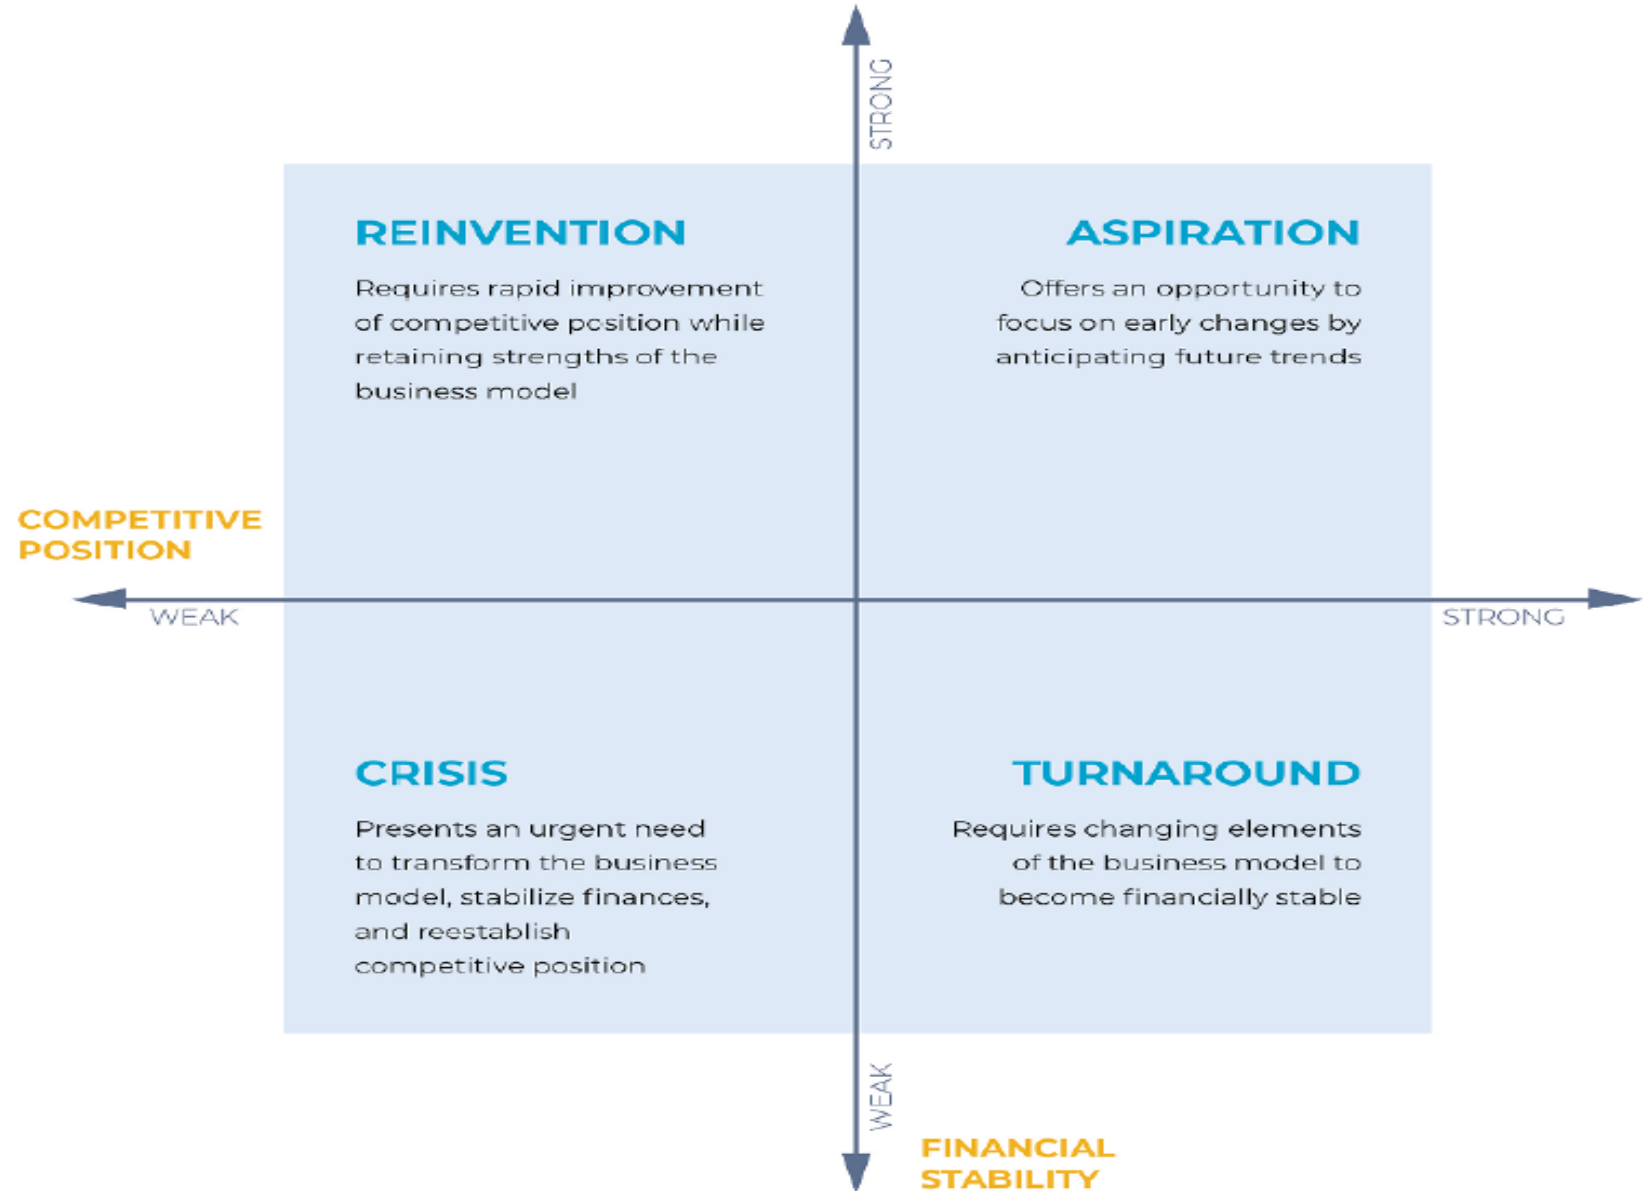 STRONG
REINVENTION
Requires rapid improvement
of competitive position while
retaining strengths of the
business model
ASPIRATION
Offers an opportunity to
focus on early changes by
anticipating future trends
COMPETITIVE
POSITION
WEAK
STRONG
CRISIS
Presents an urgent need
to transform the business
model, stabilize finances,
and reestablish
competitive position
TURNAROUND
Requires changing elements
of the business model to
become financially stable
WEAK
FINANCIAL
STABILITY